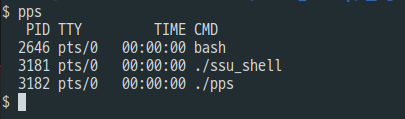 $ pps
PID TTY TIME CMD
2646 pts/0 00:00:00 bash
3181 pts/0 00:00:00 ./ssu_shell
3182 pts/0 00:00:00 ./pps
$